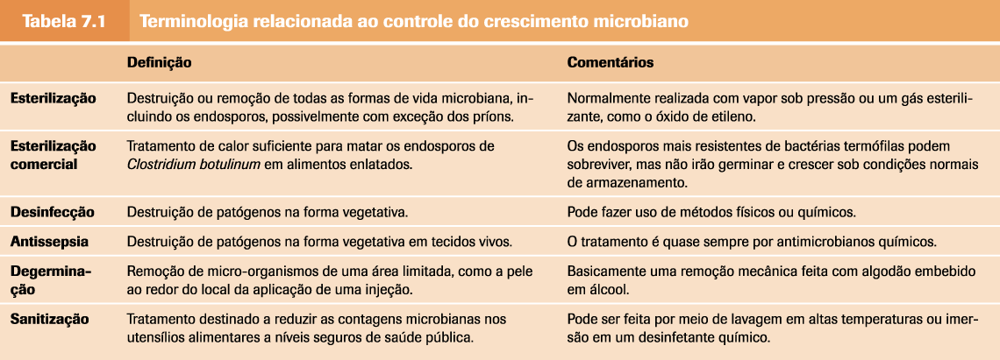 Tabela 7.1 Terminologia relacionada ao controle do crescimento microbiano
Definição Comentários
Esterilização Destruição ou remoção de todas as formas de vida microbiana, in- Normalmente realizada com vapor sob pressão ou um gás esterili-
cluindo os endosporos, possivelmente com exceção dos príons. zante, como o óxido de etileno.
Esterilização Tratamento de calor suficiente para matar os endosporos de Os endosporos mais resistentes de bactérias termófilas podem
comercial Clostridium botulinum em alimentos enlatados. sobreviver, mas não irão germinar e crescer sob condições normais
de armazenamento.
Desinfecção Destruição de patógenos na forma vegetativa. Pode fazer uso de métodos físicos ou químicos.
Antissepsia Destruição de patógenos na forma vegetativa em tecidos vivos. O tratamento é quase sempre por antimicrobianos químicos.
Degermina- Remoção de micro-organismos de uma área limitada, como a pele Basicamente uma remoção mecânica feita com algodão embebido
ção ao redor do local da aplicação de uma injeção. em álcool.
Sanitização Tratamento destinado a reduzir as contagens microbianas nos Pode ser feita por meio de lavagem em altas temperaturas ou imer-
utensílios alimentares a níveis seguros de saúde pública. são em um desinfetante químico.